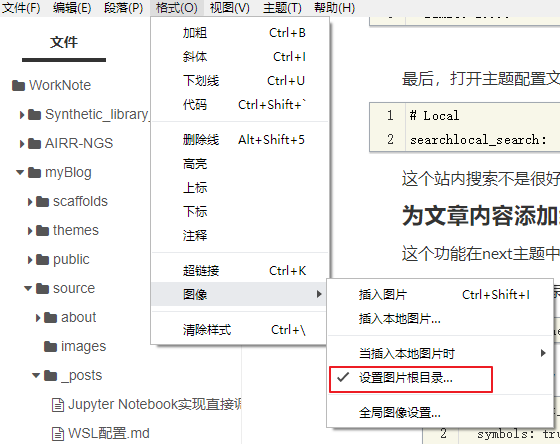 文件(F) 编辑(E) 段落(P) 格式(O) 视图(V) 主题(T) 帮助(H)
文件
WorkNote
Synthetic_library_
AIRR-NGS
myBlog
scaffolds
themes
public
source
about
images
_posts
Jupyter Notebook实现直接调
WSL配置.md
加粗 Ctrl+B
斜体 Ctrl+I
下划线 Ctrl+U
代码 Ctrl+Shift+`
删除线 Alt+Shift+5
高亮
上标
下标
注释
超链接 Ctrl+K
图像
清除样式 Ctrl+\
插入图片 Ctrl+Shift+I
插入本地图片...
当插入本地图片时
设置图片根目录...
全局图像设置...
最后，打开主题配置文
1 # Local
2 searchlocal_search:
这个站内搜索不是很好
为文章内容添加
这个功能在next主题中
2 symbols: tru